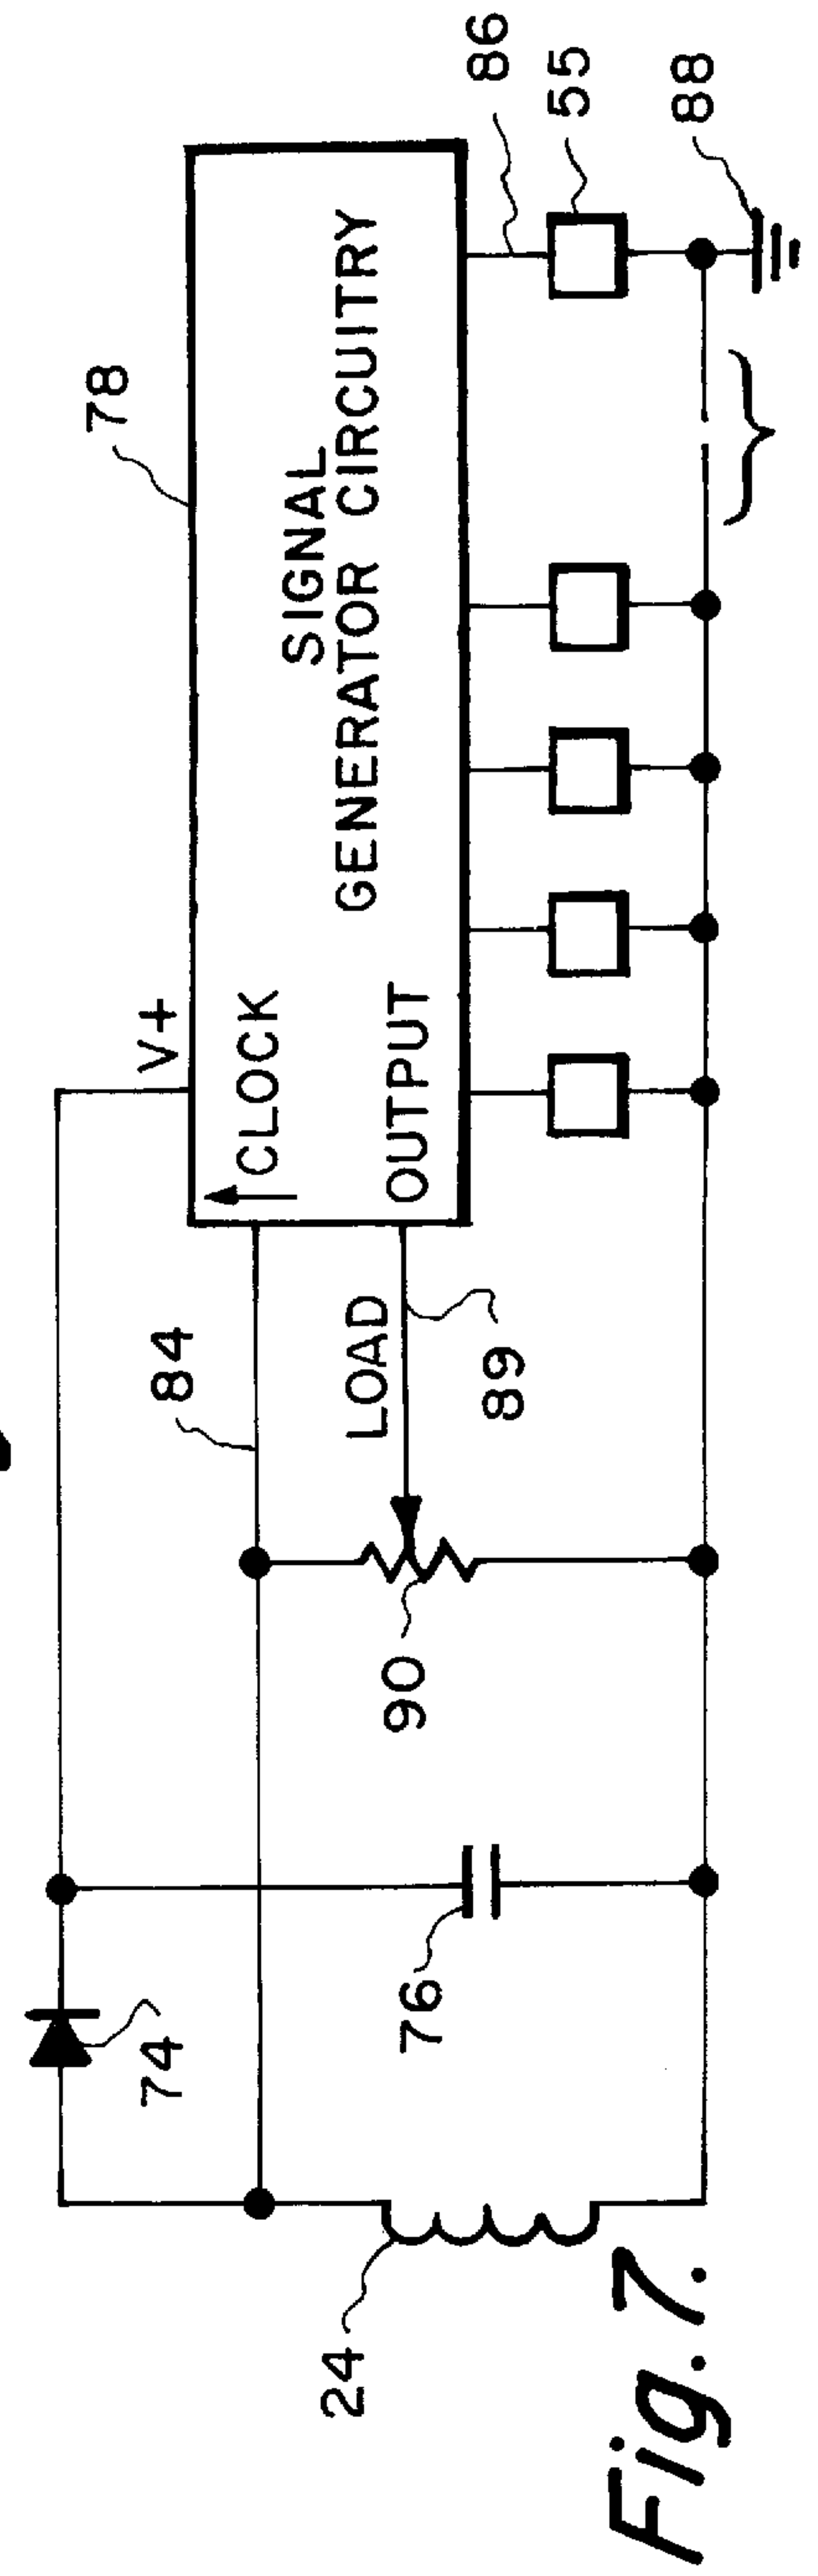 78
V+
CLOCK
SIGNAL
GENERATOR CIRCUITRY
OUTPUT
84
LOAD
89
86
55
88
90
74
76
24
Fig. 7.